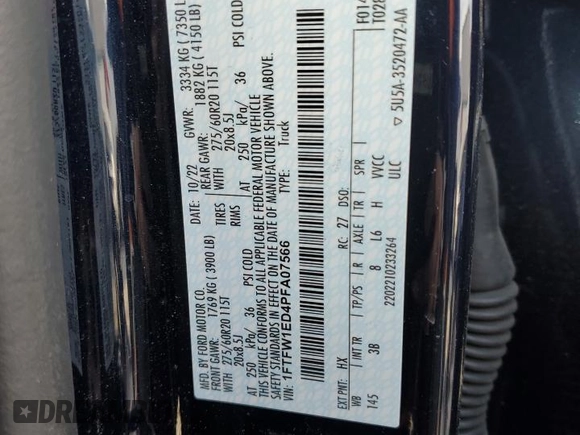 MFD. BY FORD MOTOR CO.
10/22
GVWR: 3334 KG ( 7350 LB
FRONT GAWR: 1769 KG ( 3900 LB)
REAR GAWR: 1882 KG ( 4150 LB)
WITH 275/60R20 115T
TIRES WITH 275/60R20 115T
20x8.5J
RIMS 20x8.5J
AT 250 kPa/ 36 PSI COLD
AT 250 kPa/ 36 PSI COLD
THIS VEHICLE CONFORMS TO ALL APPLICABLE FEDERAL MOTOR VEHICLE
SAFETY STANDARDS IN EFFECT ON THE DATE OF MANUFACTURE SHOWN ABOVE.
VIN: 1FTFW1ED4PFA07566
TYPE: Truck
F014
T028
EXT PNT: HX
RC: 27 DSO:
WB INT TR TP/PS R AXLE TR SPR
145 3B 8 L6 H VVCC
ULC
2202210233264
▽ 5U5A-3520472-AA